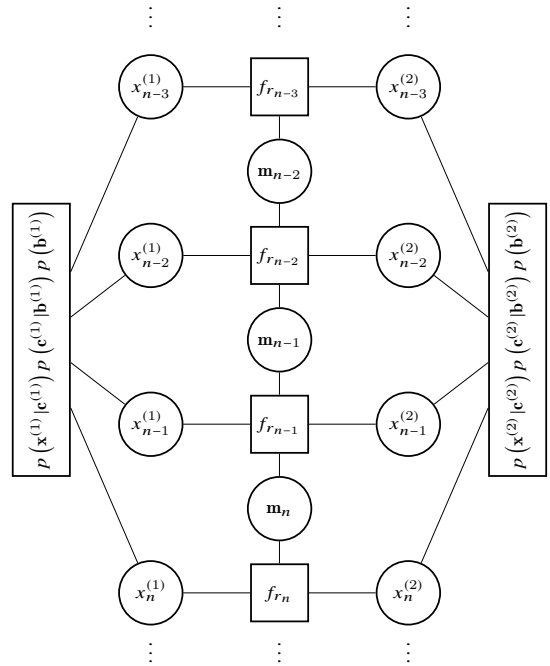 ⋮ ⋮ ⋮
x_{n−3}^{(1)} f_{r_{n−3}} x_{n−3}^{(2)}
m_{n−2}
x_{n−2}^{(1)} f_{r_{n−2}} x_{n−2}^{(2)}
p(x^{(1)}|c^{(1)}) p(c^{(1)}|b^{(1)}) p(b^{(1)})
m_{n−1}
p(x^{(2)}|c^{(2)}) p(c^{(2)}|b^{(2)}) p(b^{(2)})
x_{n−1}^{(1)} f_{r_{n−1}} x_{n−1}^{(2)}
m_n
x_n^{(1)} f_{r_n} x_n^{(2)}
⋮ ⋮ ⋮